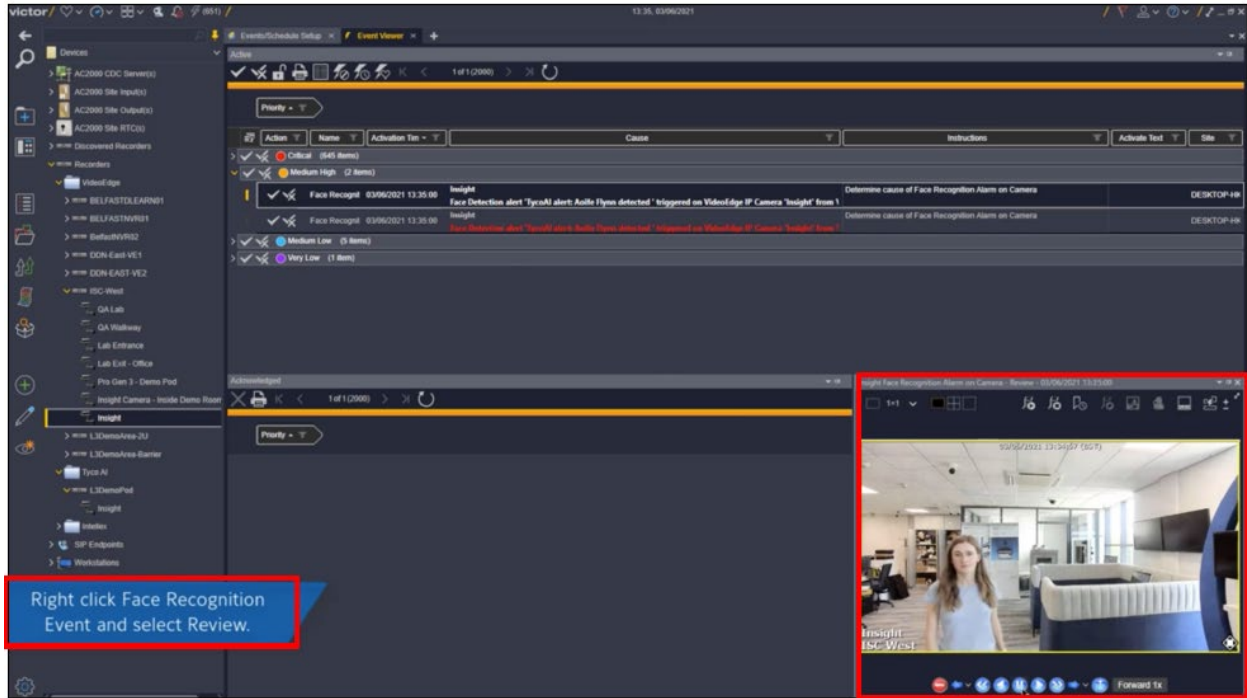 victor
(651)
13:35, 03/06/2021
Events/Schedule Setup
Event Viewer
Devices
AC2000 CDC Server(s)
AC2000 Site Input(s)
AC2000 Site Output(s)
AC2000 Site RTC(s)
Discovered Recorders
Recorders
VideoEdge
BELFASTDLEARN01
BELFASTNVR01
BelfastNVR02
DDN-East-VE1
DDN-EAST-VE2
ISC-West
QA Lab
QA Walkway
Lab Entrance
Lab Exit - Office
Pro Gen 3 - Demo Pod
Insight Camera - Inside Demo Room
Insight
L3DemoArea-2U
L3DemoArea-Barrier
Tyco AI
L3DemoPod
Insight
Intellex
SIP Endpoints
Workstations
Active
1 of 1 (2000)
Priority
Action Name Activation Tim Cause Instructions Activate Text Site
Critical (645 items)
Medium High (2 items)
Face Recognit 03/06/2021 13:35:00 Insight Determine cause of Face Recognition Alarm on Camera DESKTOP-HK
Face Detection alert 'TycoAI alert: Aoife Flynn detected ' triggered on VideoEdge IP Camera 'Insight' from
Face Recognit 03/06/2021 13:35:00 Insight Determine cause of Face Recognition Alarm on Camera DESKTOP-HK
Face Detection alert 'TycoAI alert: Aoife Flynn detected ' triggered on VideoEdge IP Camera 'Insight' from
Medium Low (5 items)
Very Low (1 item)
Acknowledged
1 of 1 (2000)
Priority
Insight Face Recognition Alarm on Camera - Review - 03/06/2021 13:35:00
1×1
03/06/2021 13:34:57 (BST)
Insight
ISC West
Forward 1x
Right click Face Recognition
Event and select Review.